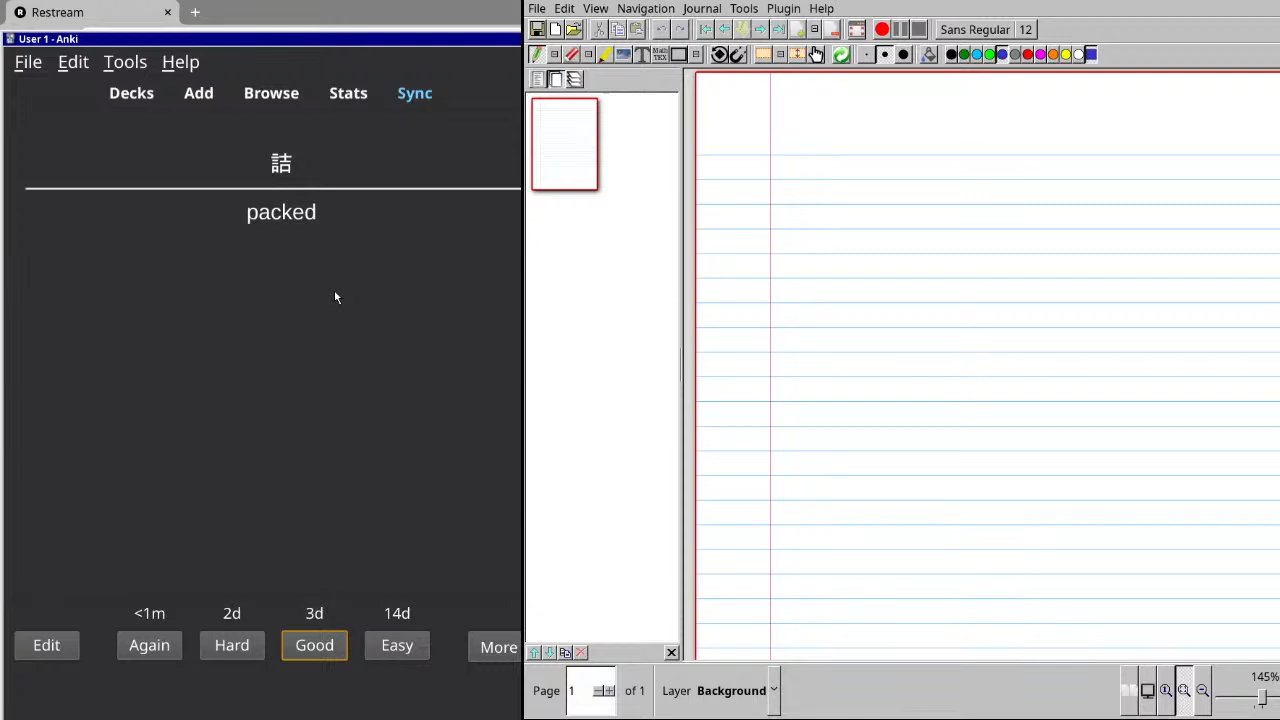 Restream
User 1 - Anki
File Edit Tools Help
Decks Add Browse Stats Sync
詰
packed
<1m 2d 3d 14d
Edit Again Hard Good Easy More
File Edit View Navigation Journal Tools Plugin Help
Sans Regular 12
Page 1 of 1 Layer Background
145%